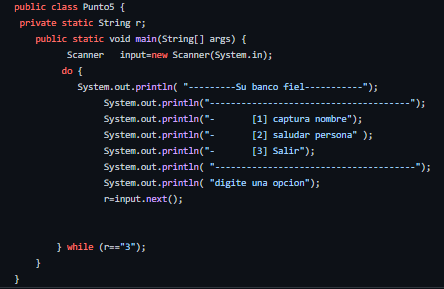 public class Punto5 {
private static String r;
public static void main(String[] args) {
Scanner input=new Scanner(System.in);
do {
System.out.println( "---------Su banco fiel-----------");
System.out.println("--------------------------------------");
System.out.println("- [1] captura nombre");
System.out.println("- [2] saludar persona" );
System.out.println("- [3] Salir");
System.out.println( "--------------------------------------");
System.out.println( "digite una opcion");
r=input.next();
} while (r=="3");
}
}